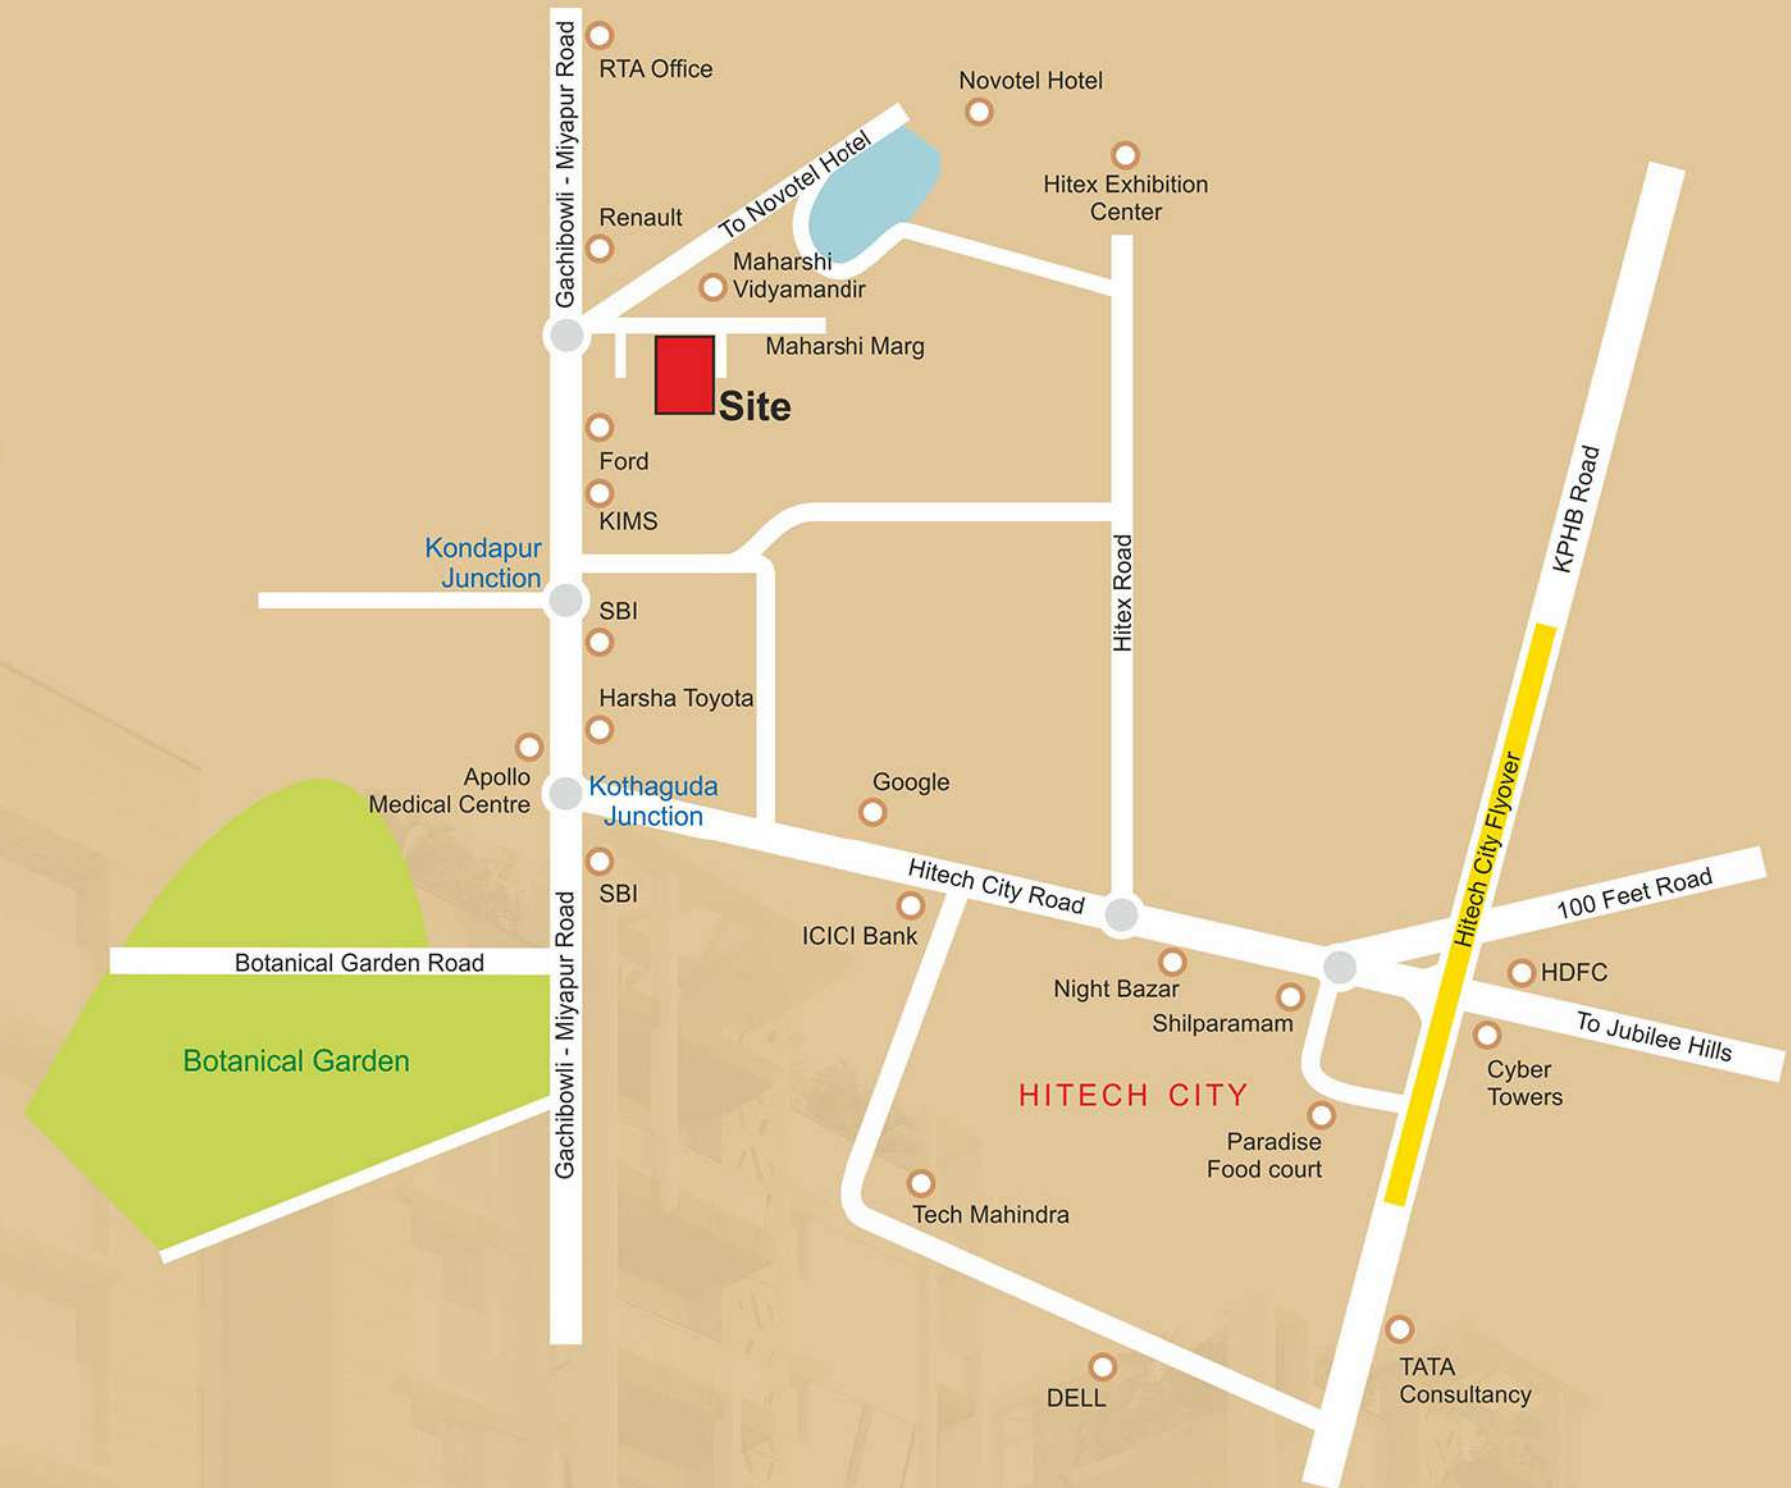 Gachibowli - Miyapur Road
RTA Office
Novotel Hotel
To Novotel Hotel
Hitex Exhibition
Center
Renault
Maharshi
Vidyamandir
Maharshi Marg
Site
Ford
KIMS
Kondapur
Junction
SBI
Hitex Road
KPHB Road
Harsha Toyota
Apollo
Medical Centre
Kothaguda
Junction
Google
Hitech City Flyover
SBI
Hitech City Road
100 Feet Road
ICICI Bank
Botanical Garden Road
Gachibowli - Miyapur Road
Night Bazar
HDFC
Shilparamam
To Jubilee Hills
Botanical Garden
HITECH CITY
Cyber
Towers
Paradise
Food court
Tech Mahindra
DELL
TATA
Consultancy